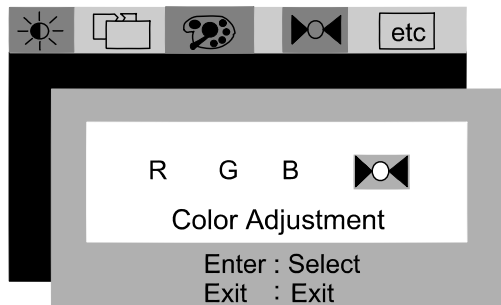 etc
R G B
Color Adjustment
Enter : Select
Exit : Exit